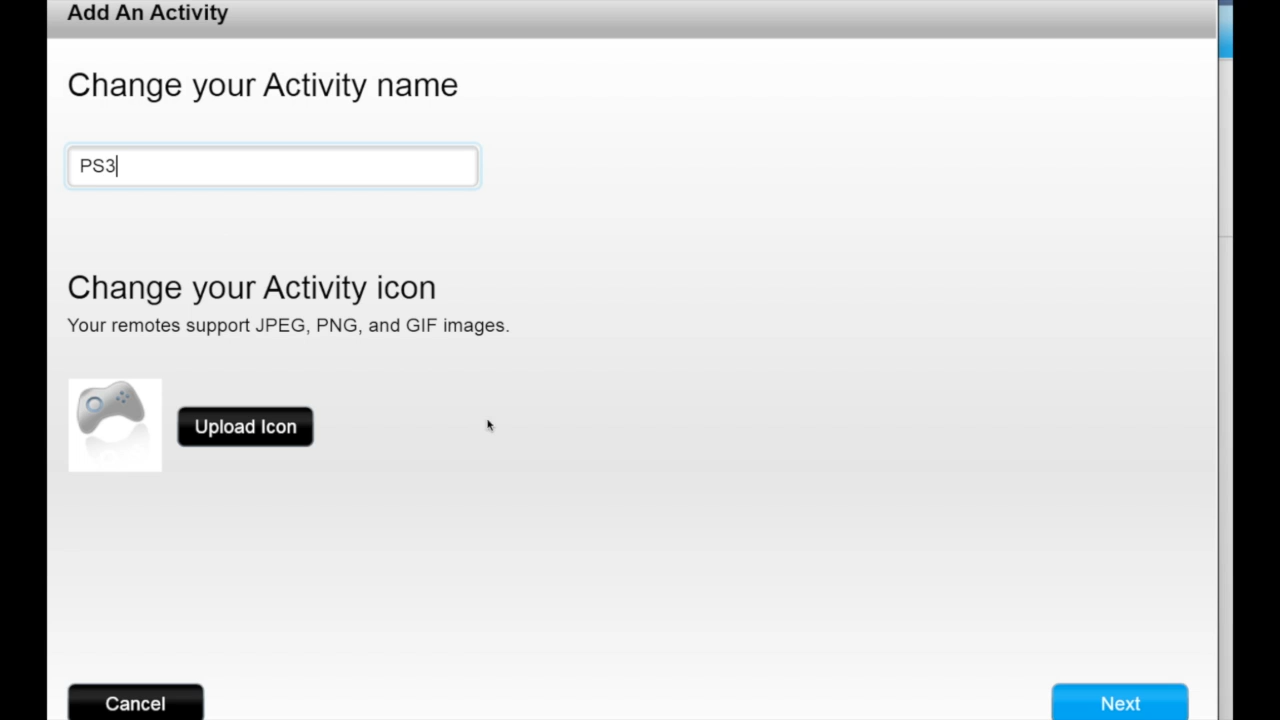 Add An Activity
Change your Activity name
PS3
Change your Activity icon
Your remotes support JPEG, PNG, and GIF images.
Upload Icon
Cancel
Next